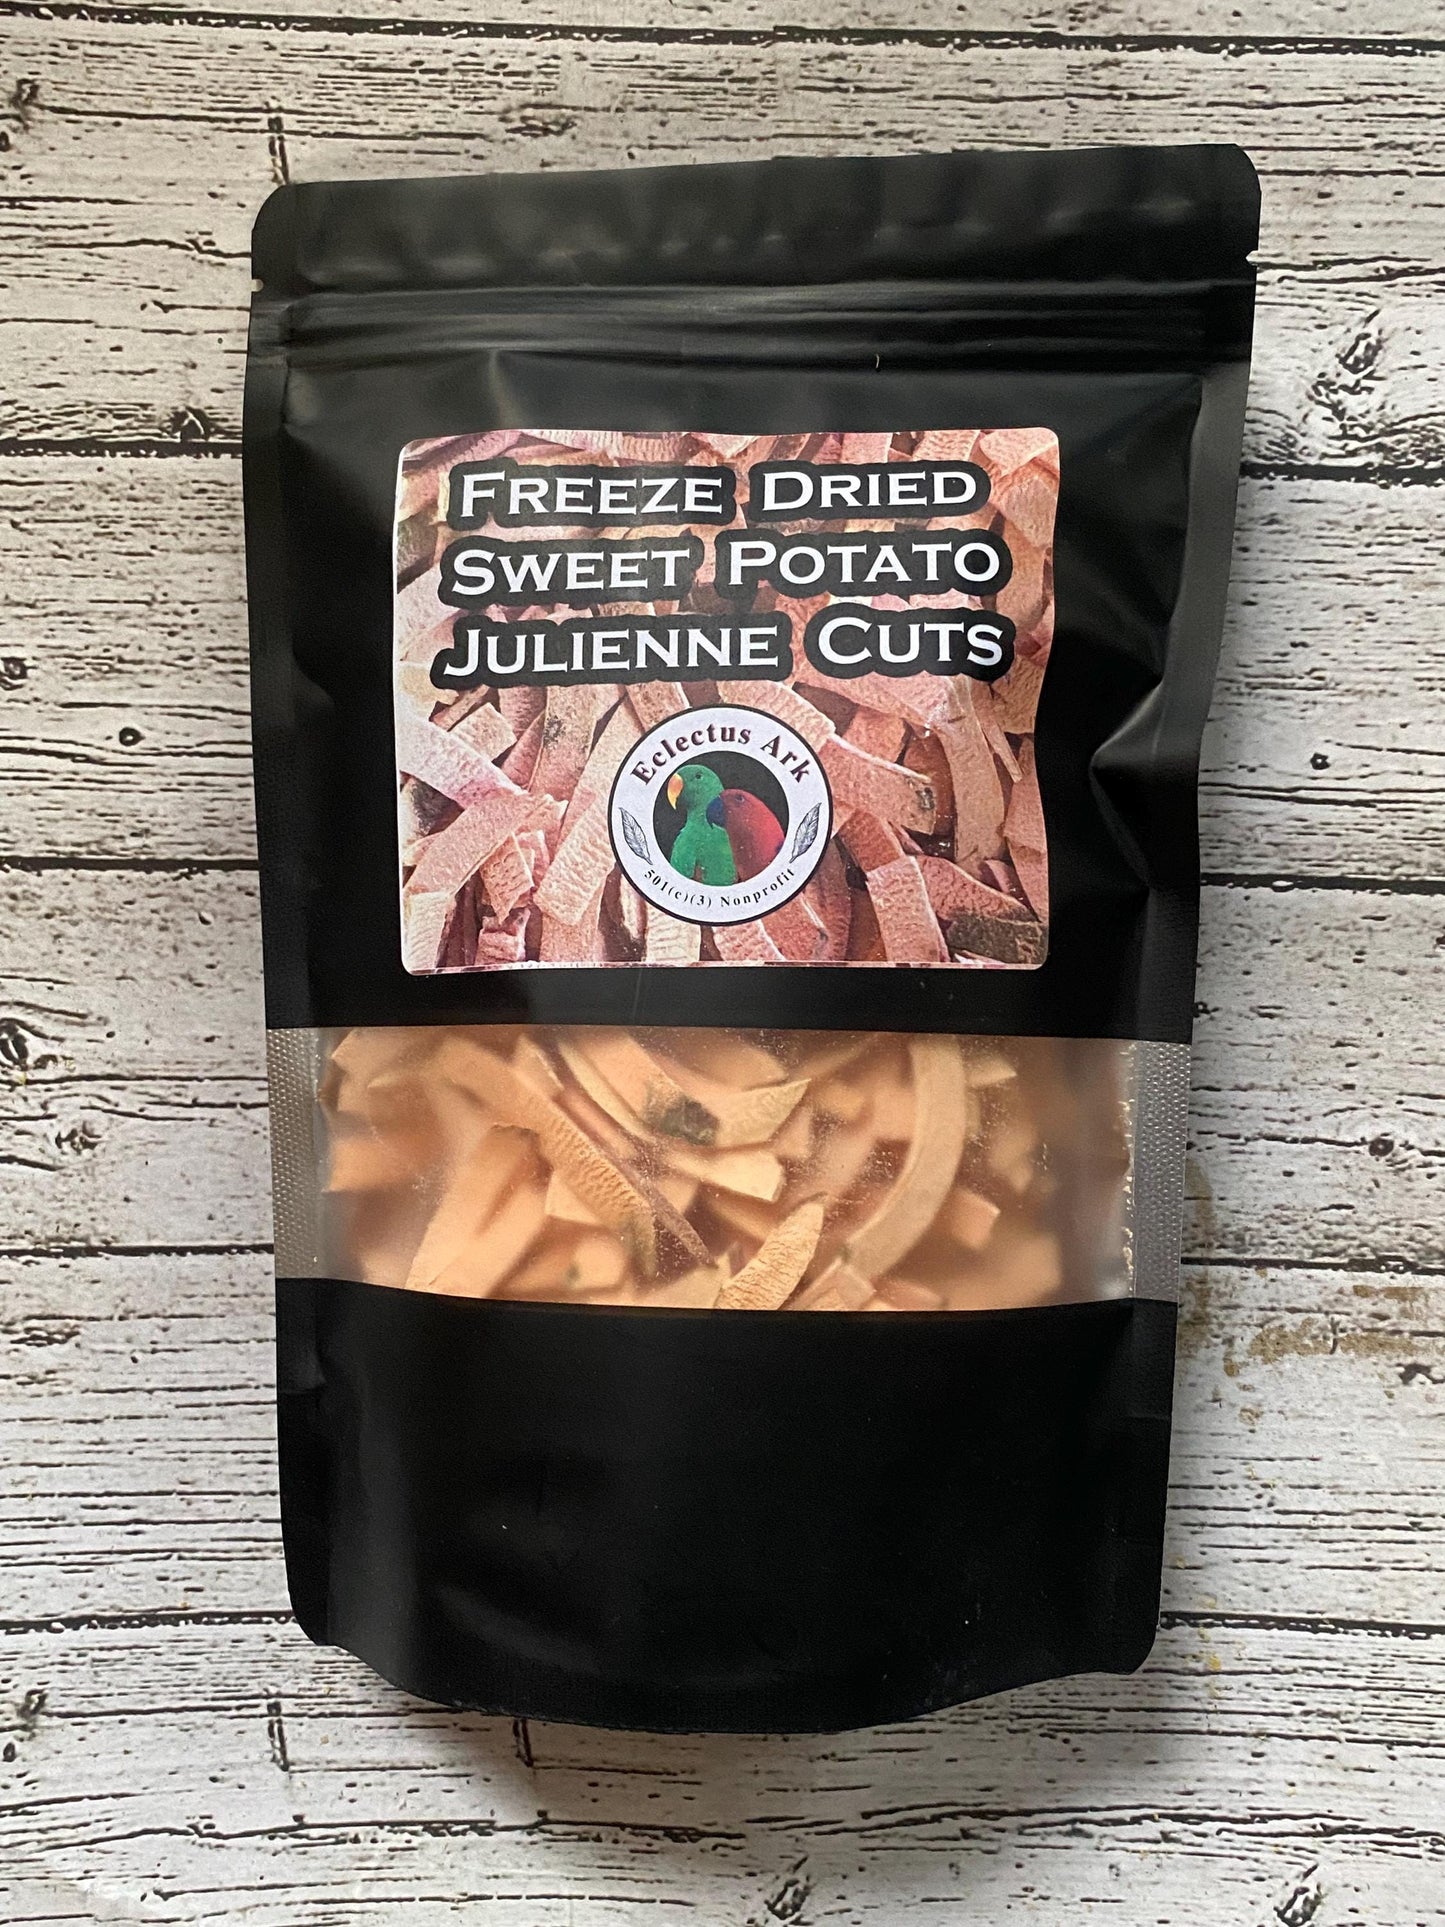 Freeze Dried
Sweet Potato
Julienne Cuts
Eclectus Ark
501(c)(3) Nonprofit